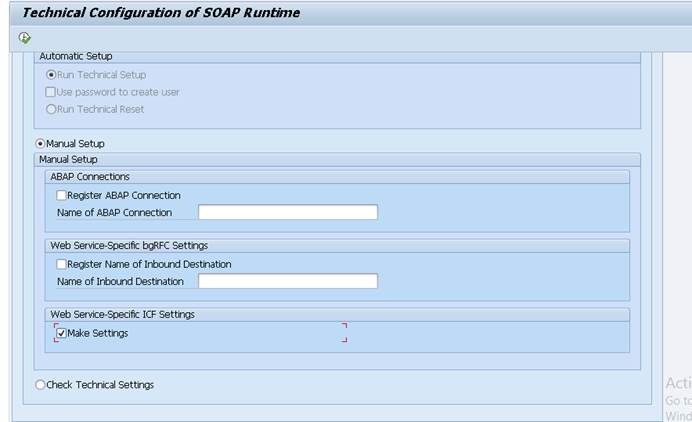 Technical Configuration of SOAP Runtime
Automatic Setup
Run Technical Setup
Use password to create user
Run Technical Reset
Manual Setup
Manual Setup
ABAP Connections
Register ABAP Connection
Name of ABAP Connection
Web Service-Specific bgRFC Settings
Register Name of Inbound Destination
Name of Inbound Destination
Web Service-Specific ICF Settings
Make Settings
Check Technical Settings
Acti
Go to
Wind